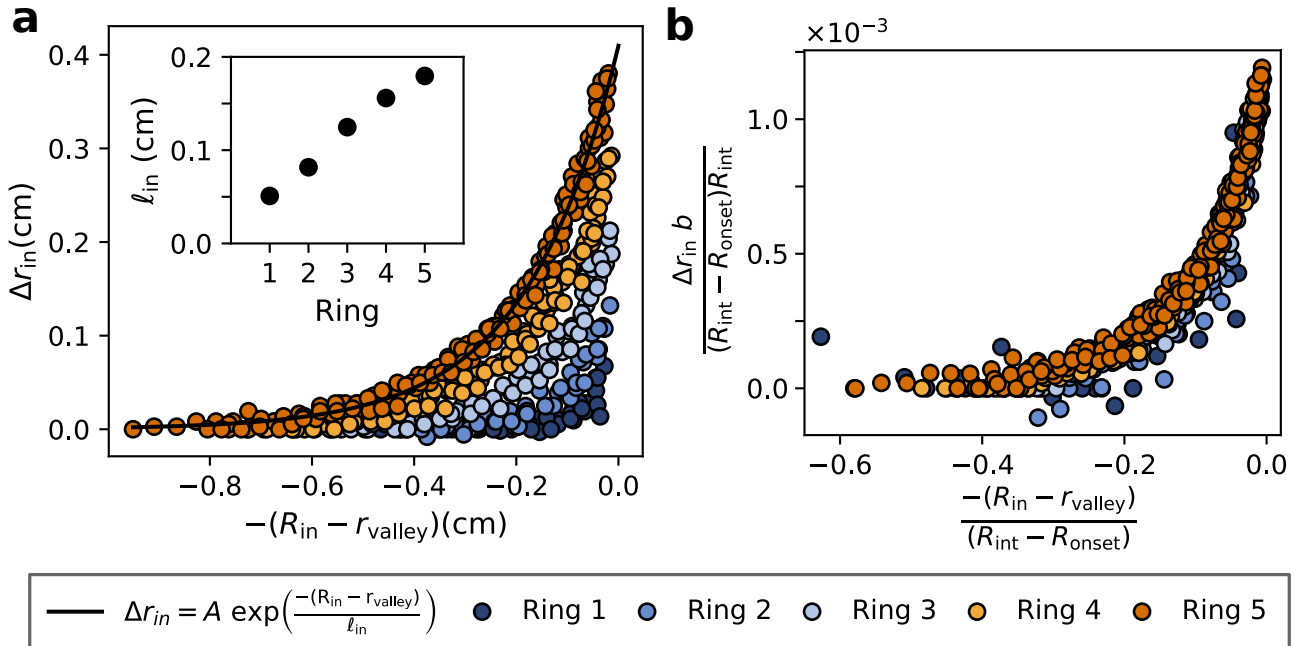 a
Δr_in(cm)
0.4
0.3
0.2
0.1
0.0
−0.8 −0.6 −0.4 −0.2 0.0
−(R_in − r_valley)(cm)
ℓ_in (cm)
0.2
0.1
0.0
1 2 3 4 5
Ring
b
×10⁻³
Δr_in b
(R_int − R_onset)R_int
1.0
0.5
0.0
−0.6 −0.4 −0.2 0.0
−(R_in − r_valley)
(R_int − R_onset)
Δr_in = A exp(−(R_in − r_valley)/ℓ_in) Ring 1 Ring 2 Ring 3 Ring 4 Ring 5